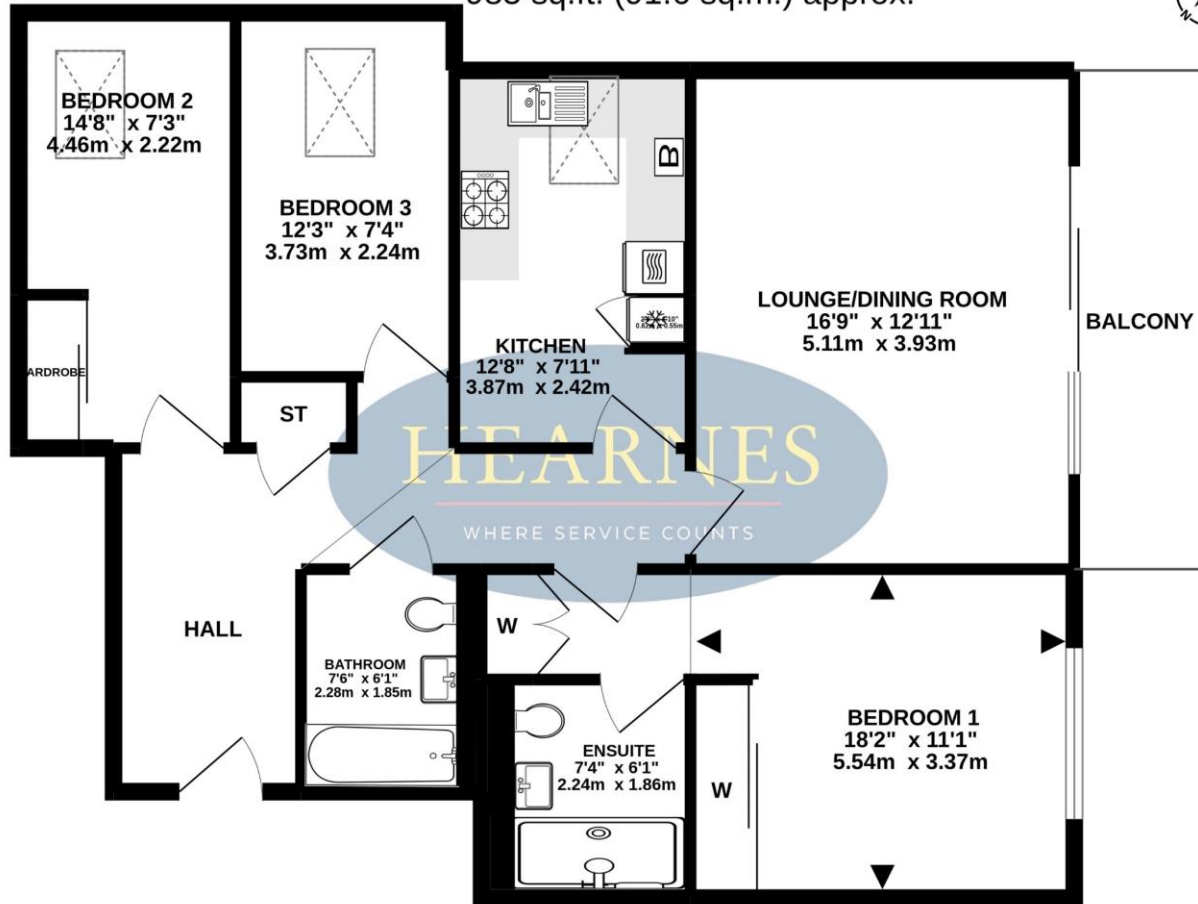 (91.6 sq.m.) approx.
N
BEDROOM 2
14'8" x 7'3"
4.46m x 2.22m
BEDROOM 3
12'3" x 7'4"
3.73m x 2.24m
B
LOUNGE/DINING ROOM
16'9" x 12'11"
5.11m x 3.93m
BALCONY
KITCHEN
12'8" x 7'11"
3.87m x 2.42m
ARDROBE
ST
HEARNES
WHERE SERVICE COUNTS
HALL
W
BATHROOM
7'6" x 6'1"
2.28m x 1.85m
ENSUITE
7'4" x 6'1"
2.24m x 1.86m
W
BEDROOM 1
18'2" x 11'1"
5.54m x 3.37m